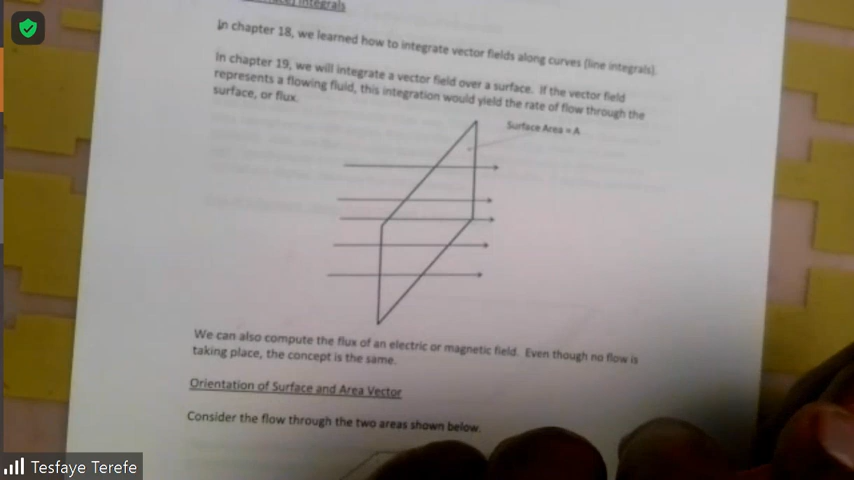 Integrals
In chapter 18, we learned how to integrate vector fields along curves (line integrals).
In chapter 19, we will integrate a vector field over a surface. If the vector field
represents a flowing fluid, this integration would yield the rate of flow through the
surface, or flux.
Surface Area = A
We can also compute the flux of an electric or magnetic field. Even though no flow is
taking place, the concept is the same.
Orientation of Surface and Area Vector
Consider the flow through the two areas shown below.
Tesfaye Terefe